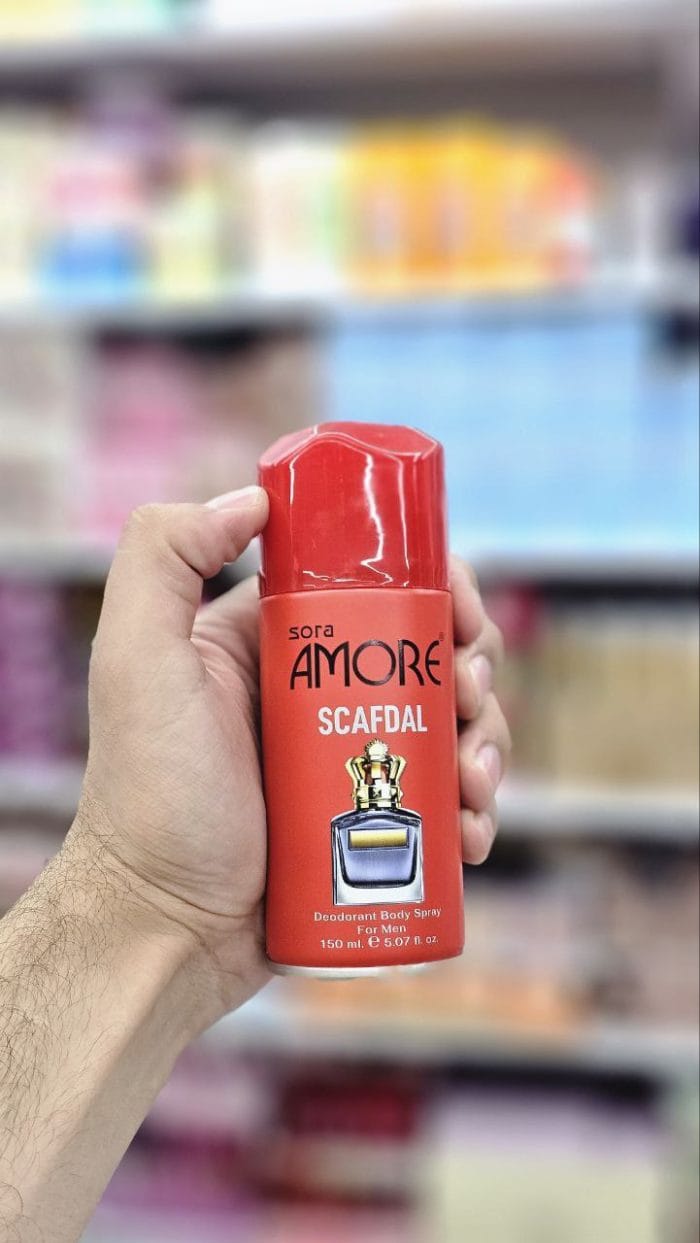 sora
AMORE®
SCAFDAL
Deodorant Body Spray
For Men
150 ml. ℮ 5.07 fl. oz.